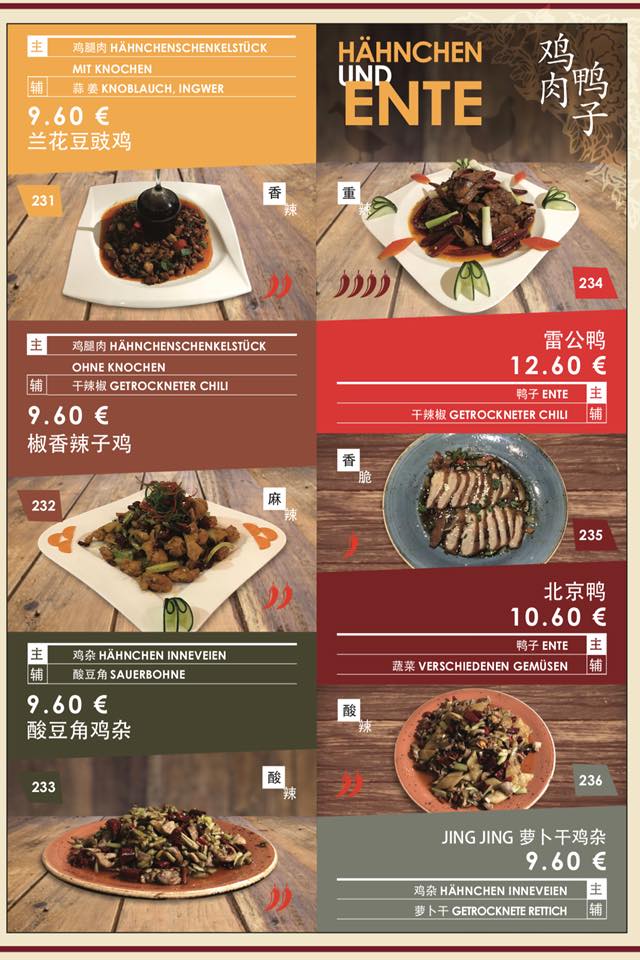 主 鸡腿肉 HÄHNCHENSCHENKELSTÜCK
MIT KNOCHEN
辅 蒜 姜 KNOBLAUCH, INGWER
9.60 €
兰花豆豉鸡
231
香
辣
主 鸡腿肉 HÄHNCHENSCHENKELSTÜCK
OHNE KNOCHEN
辅 干辣椒 GETROCKNETER CHILI
9.60 €
椒香辣子鸡
232
麻
辣
主 鸡杂 HÄHNCHEN INNEVEIEN
辅 酸豆角 SAUERBOHNE
9.60 €
酸豆角鸡杂
233
酸
辣
HÄHNCHEN
UND
ENTE
鸡肉
鸭子
重
辣
234
雷公鸭
12.60 €
鸭子 ENTE 主
干辣椒 GETROCKNETER CHILI 辅
香
脆
235
北京鸭
10.60 €
鸭子 ENTE 主
蔬菜 VERSCHIEDENEN GEMÜSEN 辅
酸
辣
236
JING JING 萝卜干鸡杂
9.60 €
鸡杂 HÄHNCHEN INNEVEIEN 主
萝卜干 GETROCKNETE RETTICH 辅